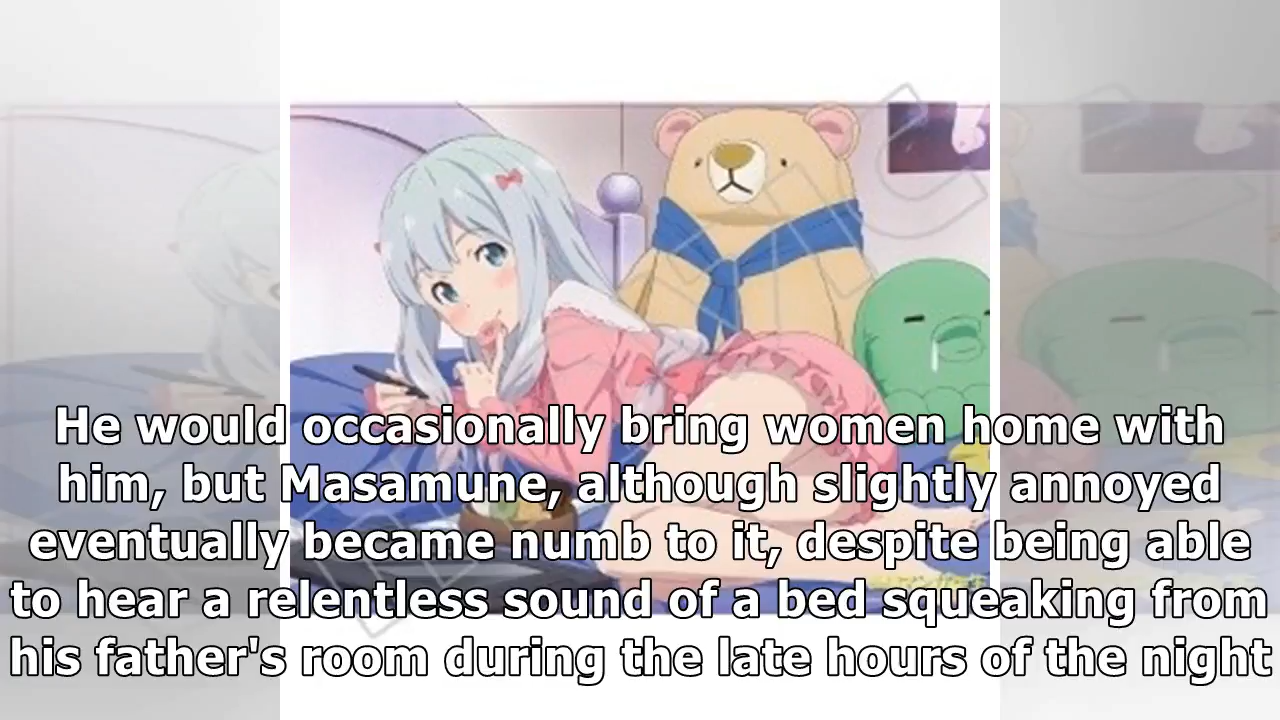 He would occasionally bring women home with
him, but Masamune, although slightly annoyed
eventually became numb to it, despite being able
to hear a relentless sound of a bed squeaking from
his father's room during the late hours of the night